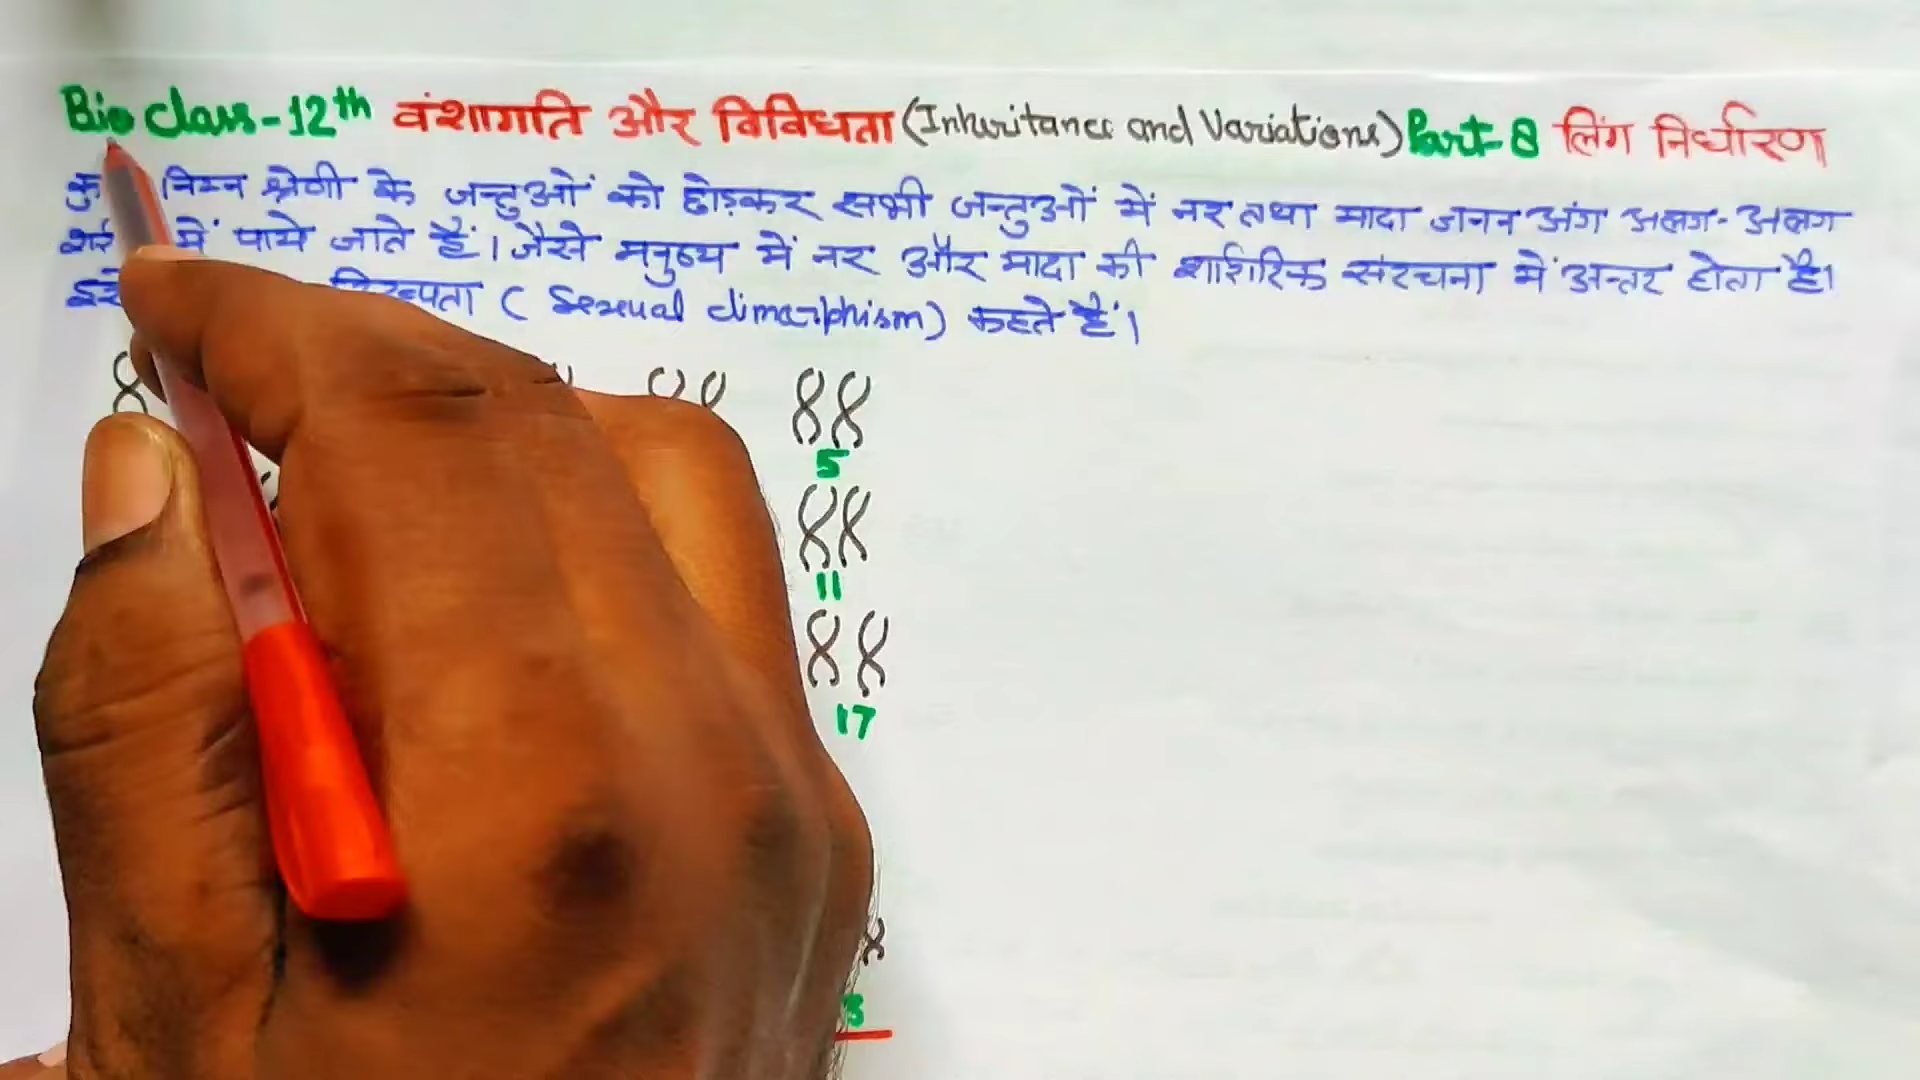 Bio class-12th वंशागति और विविधता (Inheritance and Variations) Part-8 लिंग निर्धारण
निम्न श्रेणी के जन्तुओं को छोड़कर सभी जन्तुओं में नर तथा मादा जनन अंग अलग-अलग
में पाये जाते हैं। जैसे मनुष्य में नर और मादा की शारीरिक संरचना में अन्तर होता है।
(Sexual dimorphism) कहते हैं।
5
11
17